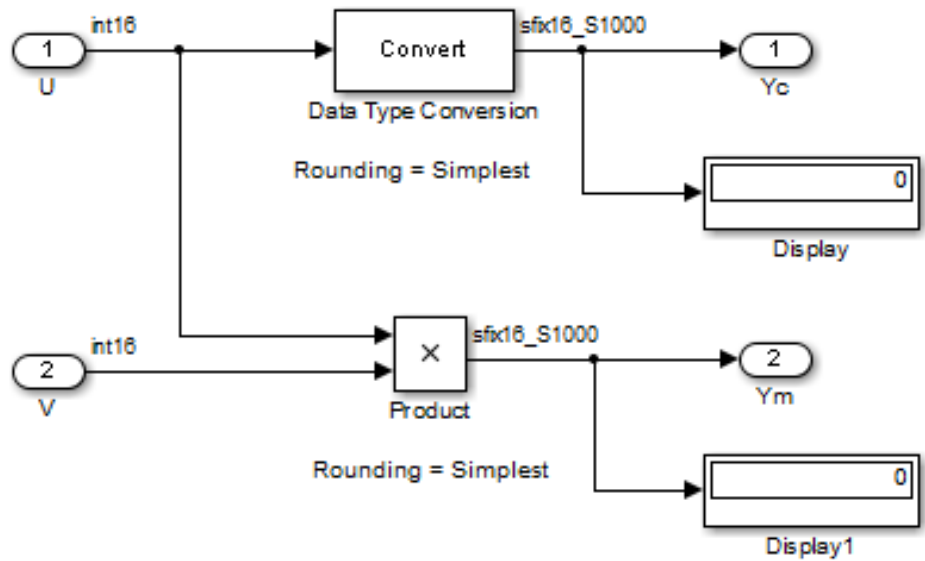 int16
sfix16_S1000
1
Convert
1
U
Yc
Data Type Conversion
Rounding = Simplest
0
Display
int16
sfix16_S1000
2
×
2
V
Ym
Product
Rounding = Simplest
0
Display1